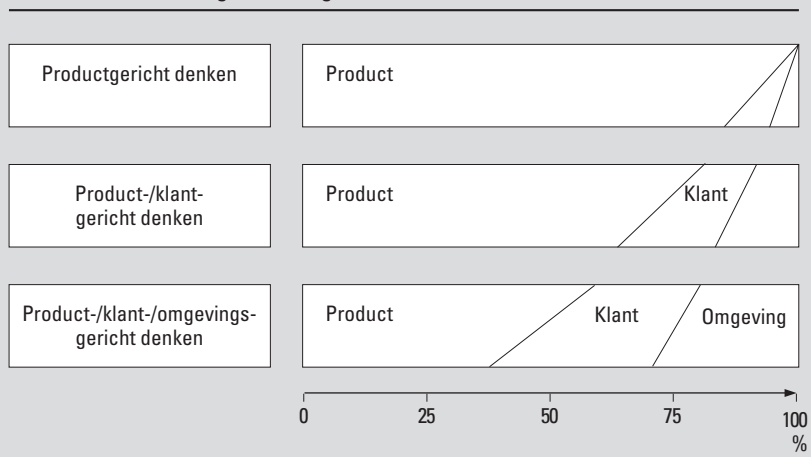 Productgericht denken
Product
Product-/klant-
gericht denken
Product
Klant
Product-/klant-/omgevings-
gericht denken
Product
Klant
Omgeving
0
25
50
75
100
%